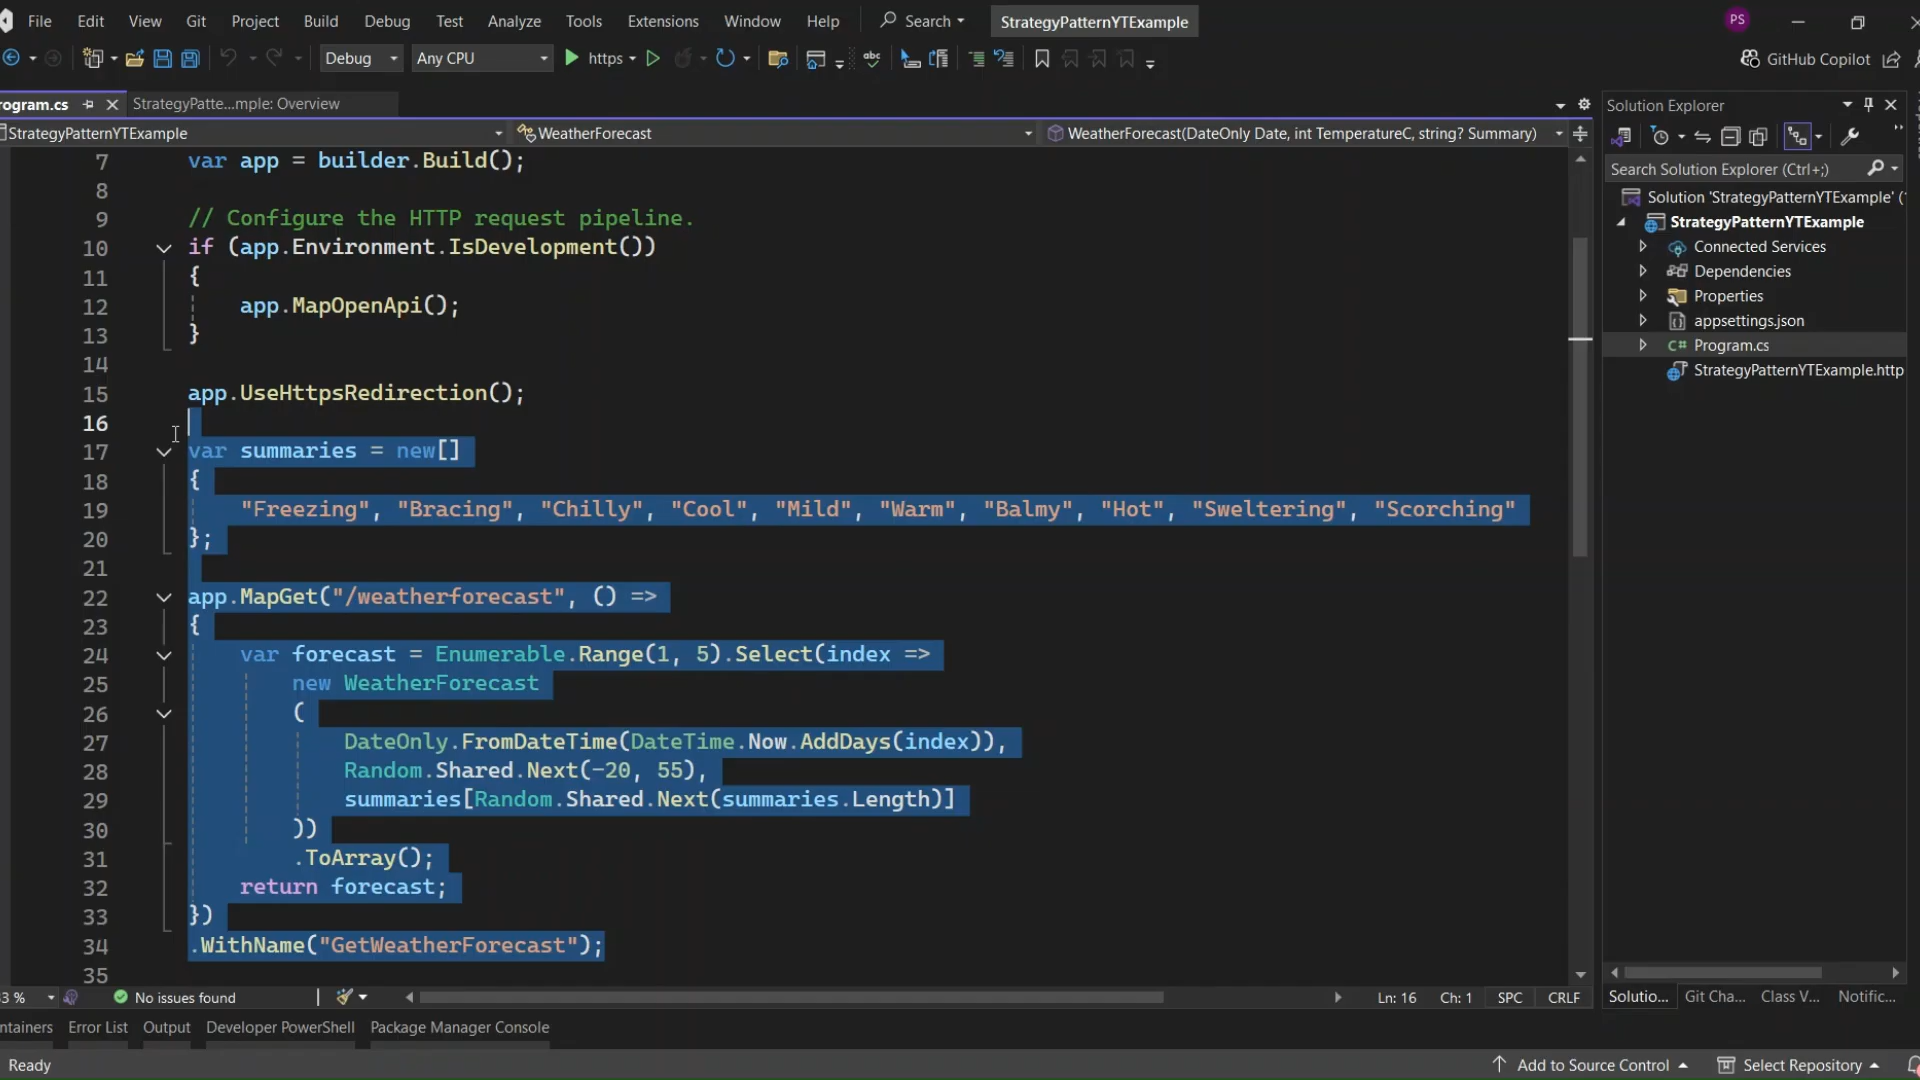 File Edit View Git Project Build Debug Test Analyze Tools Extensions Window Help Search StrategyPatternYTExample PS
Debug Any CPU https GitHub Copilot
rogram.cs StrategyPatte...mple: Overview
StrategyPatternYTExample WeatherForecast WeatherForecast(DateOnly Date, int TemperatureC, string? Summary)
7 var app = builder.Build();
8
9 // Configure the HTTP request pipeline.
10 if (app.Environment.IsDevelopment())
11 {
12 app.MapOpenApi();
13 }
14
15 app.UseHttpsRedirection();
16
17 var summaries = new[]
18 {
19 "Freezing", "Bracing", "Chilly", "Cool", "Mild", "Warm", "Balmy", "Hot", "Sweltering", "Scorching"
20 };
21
22 app.MapGet("/weatherforecast", () =>
23 {
24 var forecast = Enumerable.Range(1, 5).Select(index =>
25 new WeatherForecast
26 (
27 DateOnly.FromDateTime(DateTime.Now.AddDays(index)),
28 Random.Shared.Next(-20, 55),
29 summaries[Random.Shared.Next(summaries.Length)]
30 ))
31 .ToArray();
32 return forecast;
33 })
34 .WithName("GetWeatherForecast");
35
3 % No issues found Ln: 16 Ch: 1 SPC CRLF
ntainers Error List Output Developer PowerShell Package Manager Console
Solution Explorer
Search Solution Explorer (Ctrl+;)
Solution 'StrategyPatternYTExample' (
StrategyPatternYTExample
Connected Services
Dependencies
Properties
appsettings.json
C# Program.cs
StrategyPatternYTExample.http
Solutio... Git Cha... Class V... Notific...
Ready Add to Source Control Select Repository